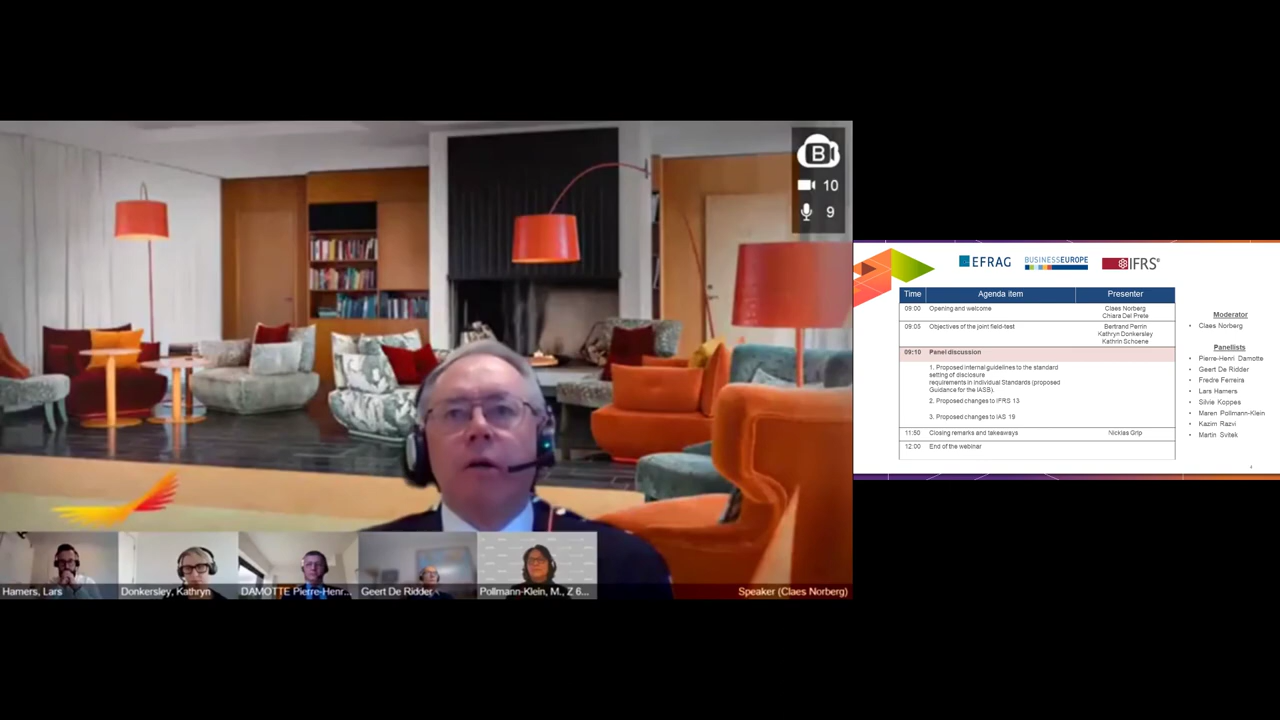 B
10
9
Hamers, Lars
Donkersley, Kathryn
DAMOTTE Pierre-Henr...
Geert De Ridder
Pollmann-Klein, M., Z 6...
Speaker (Claes Norberg)
EFRAG
BUSINESSEUROPE
IFRS®
Time Agenda item Presenter
09:00 Opening and welcome Claes Norberg
Chiara Del Prete
09:05 Objectives of the joint field-test Bertrand Perrin
Kathryn Donkersley
Kathrin Schoene
09:10 Panel discussion
1. Proposed internal guidelines to the standard
setting of disclosure
requirements in individual Standards (proposed
Guidance for the IASB).
2. Proposed changes to IFRS 13
3. Proposed changes to IAS 19
11:50 Closing remarks and takeaways Nicklas Grip
12:00 End of the webinar
Moderator
• Claes Norberg
Panellists
• Pierre-Henri Damotte
• Geert De Ridder
• Fredre Ferreira
• Lars Hamers
• Silvie Koppes
• Maren Pollmann-Klein
• Kazim Razvi
• Martin Svitek
4